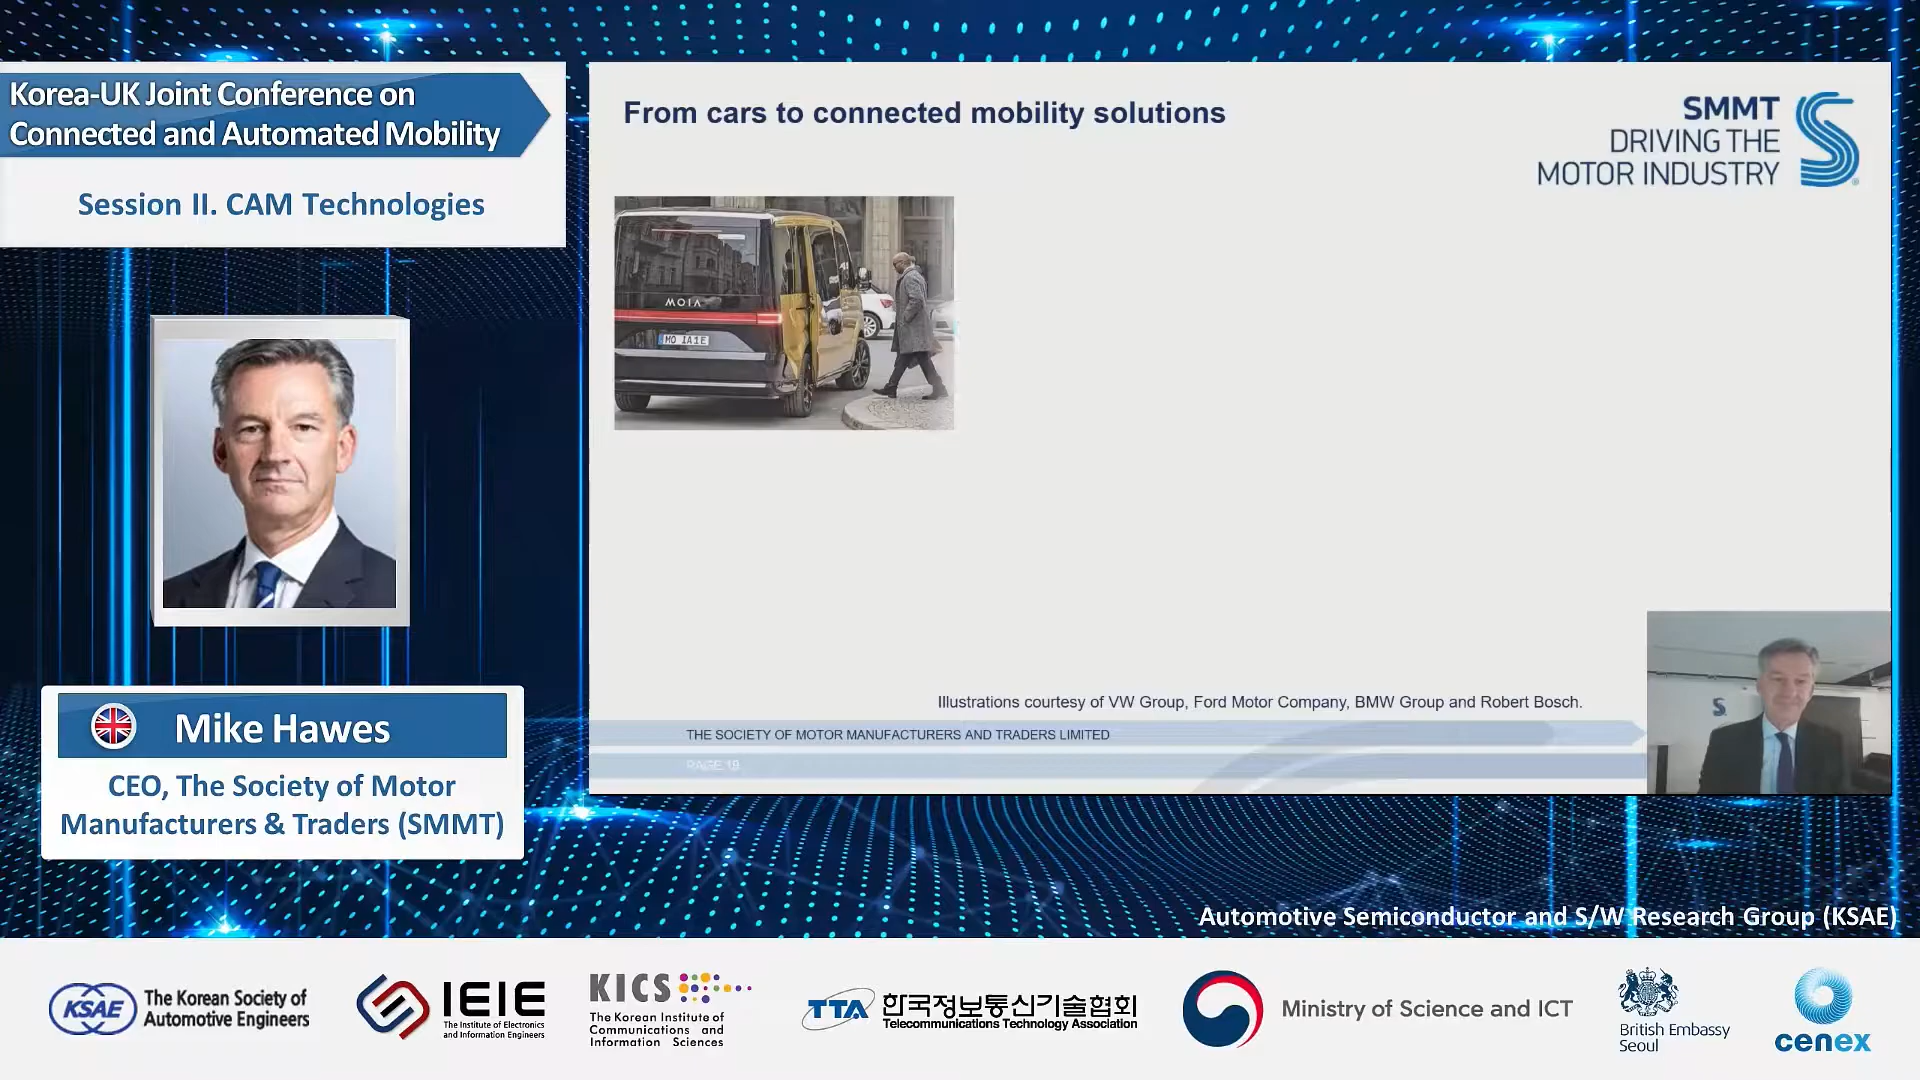 Korea-UK Joint Conference on
Connected and Automated Mobility
Session II. CAM Technologies
Mike Hawes
CEO, The Society of Motor
Manufacturers & Traders (SMMT)
From cars to connected mobility solutions
SMMT
DRIVING THE
MOTOR INDUSTRY
MOIA
MO IA1E
Illustrations courtesy of VW Group, Ford Motor Company, BMW Group and Robert Bosch.
THE SOCIETY OF MOTOR MANUFACTURERS AND TRADERS LIMITED
PAGE 19
Automotive Semiconductor and S/W Research Group (KSAE)
KSAE
The Korean Society of
Automotive Engineers
IEIE
The Institute of Electronics
and Information Engineers
KICS
The Korean Institute of
Communications and
Information Sciences
TTA
한국정보통신기술협회
Telecommunications Technology Association
Ministry of Science and ICT
British Embassy
Seoul
cenex